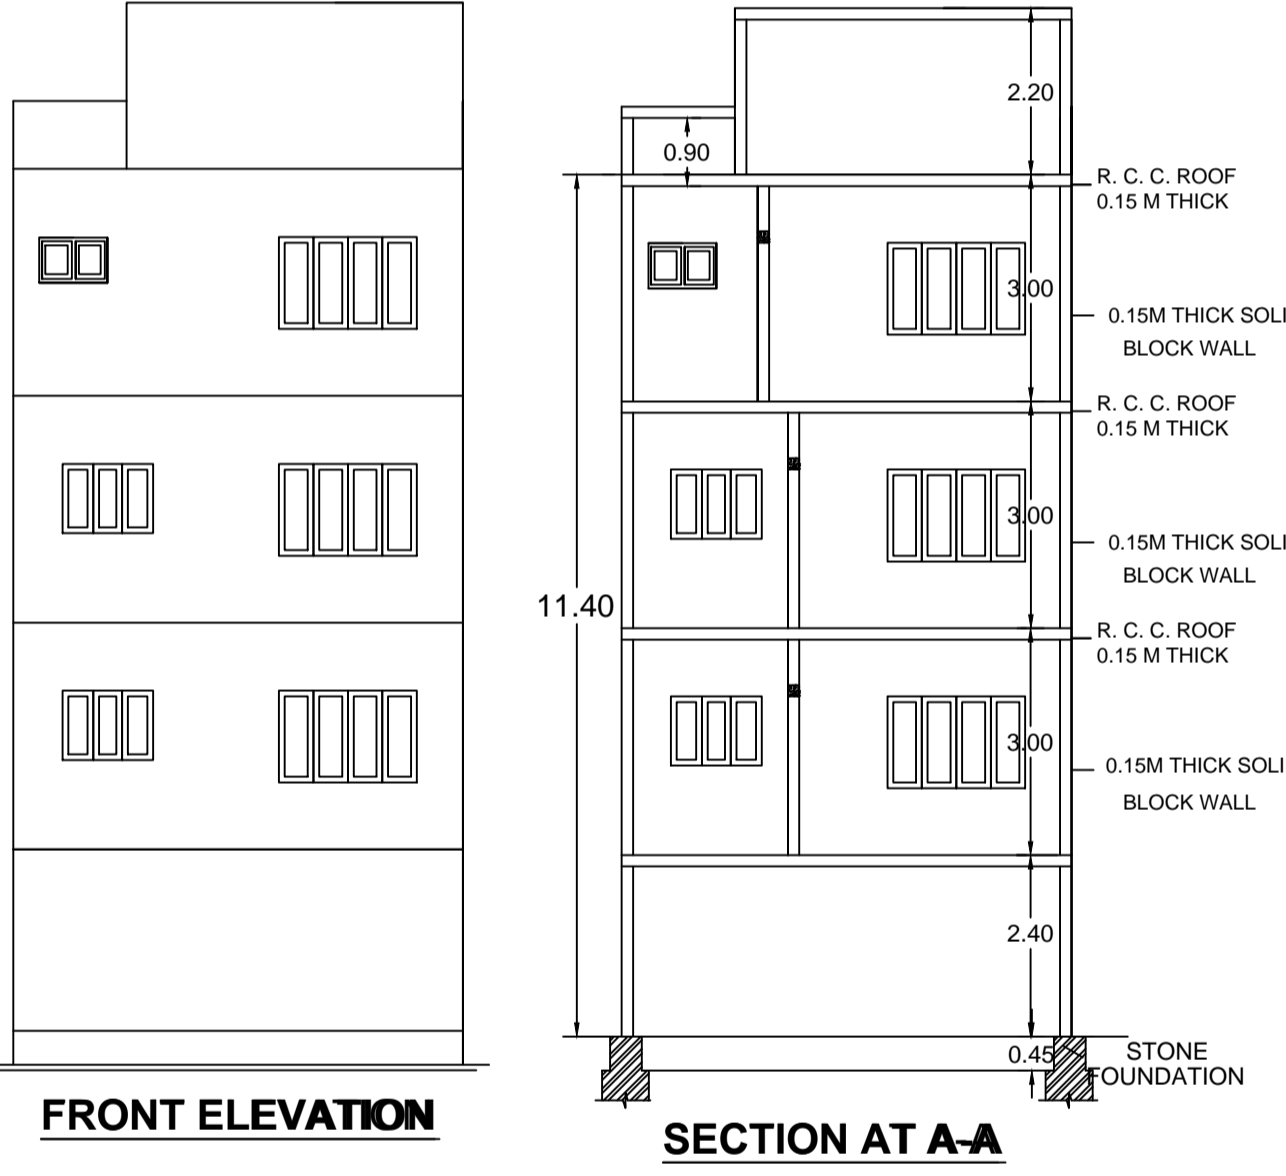 2.20
0.90
R. C. C. ROOF
0.15 M THICK
3.00
0.15M THICK SOLI
BLOCK WALL
R. C. C. ROOF
0.15 M THICK
3.00
0.15M THICK SOLI
BLOCK WALL
11.40
R. C. C. ROOF
0.15 M THICK
3.00
0.15M THICK SOLI
BLOCK WALL
2.40
0.45
STONE
FOUNDATION
FRONT ELEVATION
SECTION AT A-A